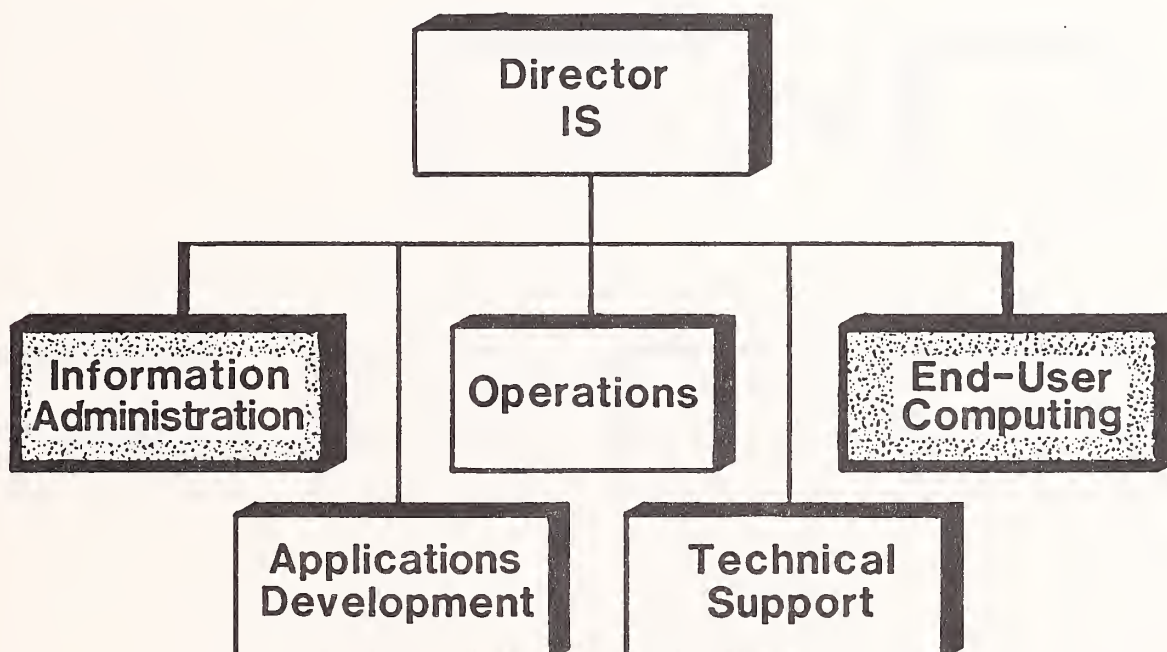 Director
IS
Information
Administration
Operations
End-User
Computing
Applications
Development
Technical
Support